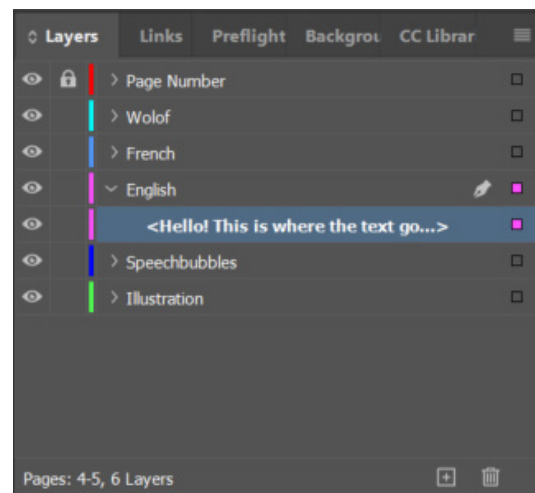 Layers Links Preflight Backgrou CC Librar
Page Number
Wolof
French
English
<Hello! This is where the text go...>
Speechbubbles
Illustration
Pages: 4-5, 6 Layers